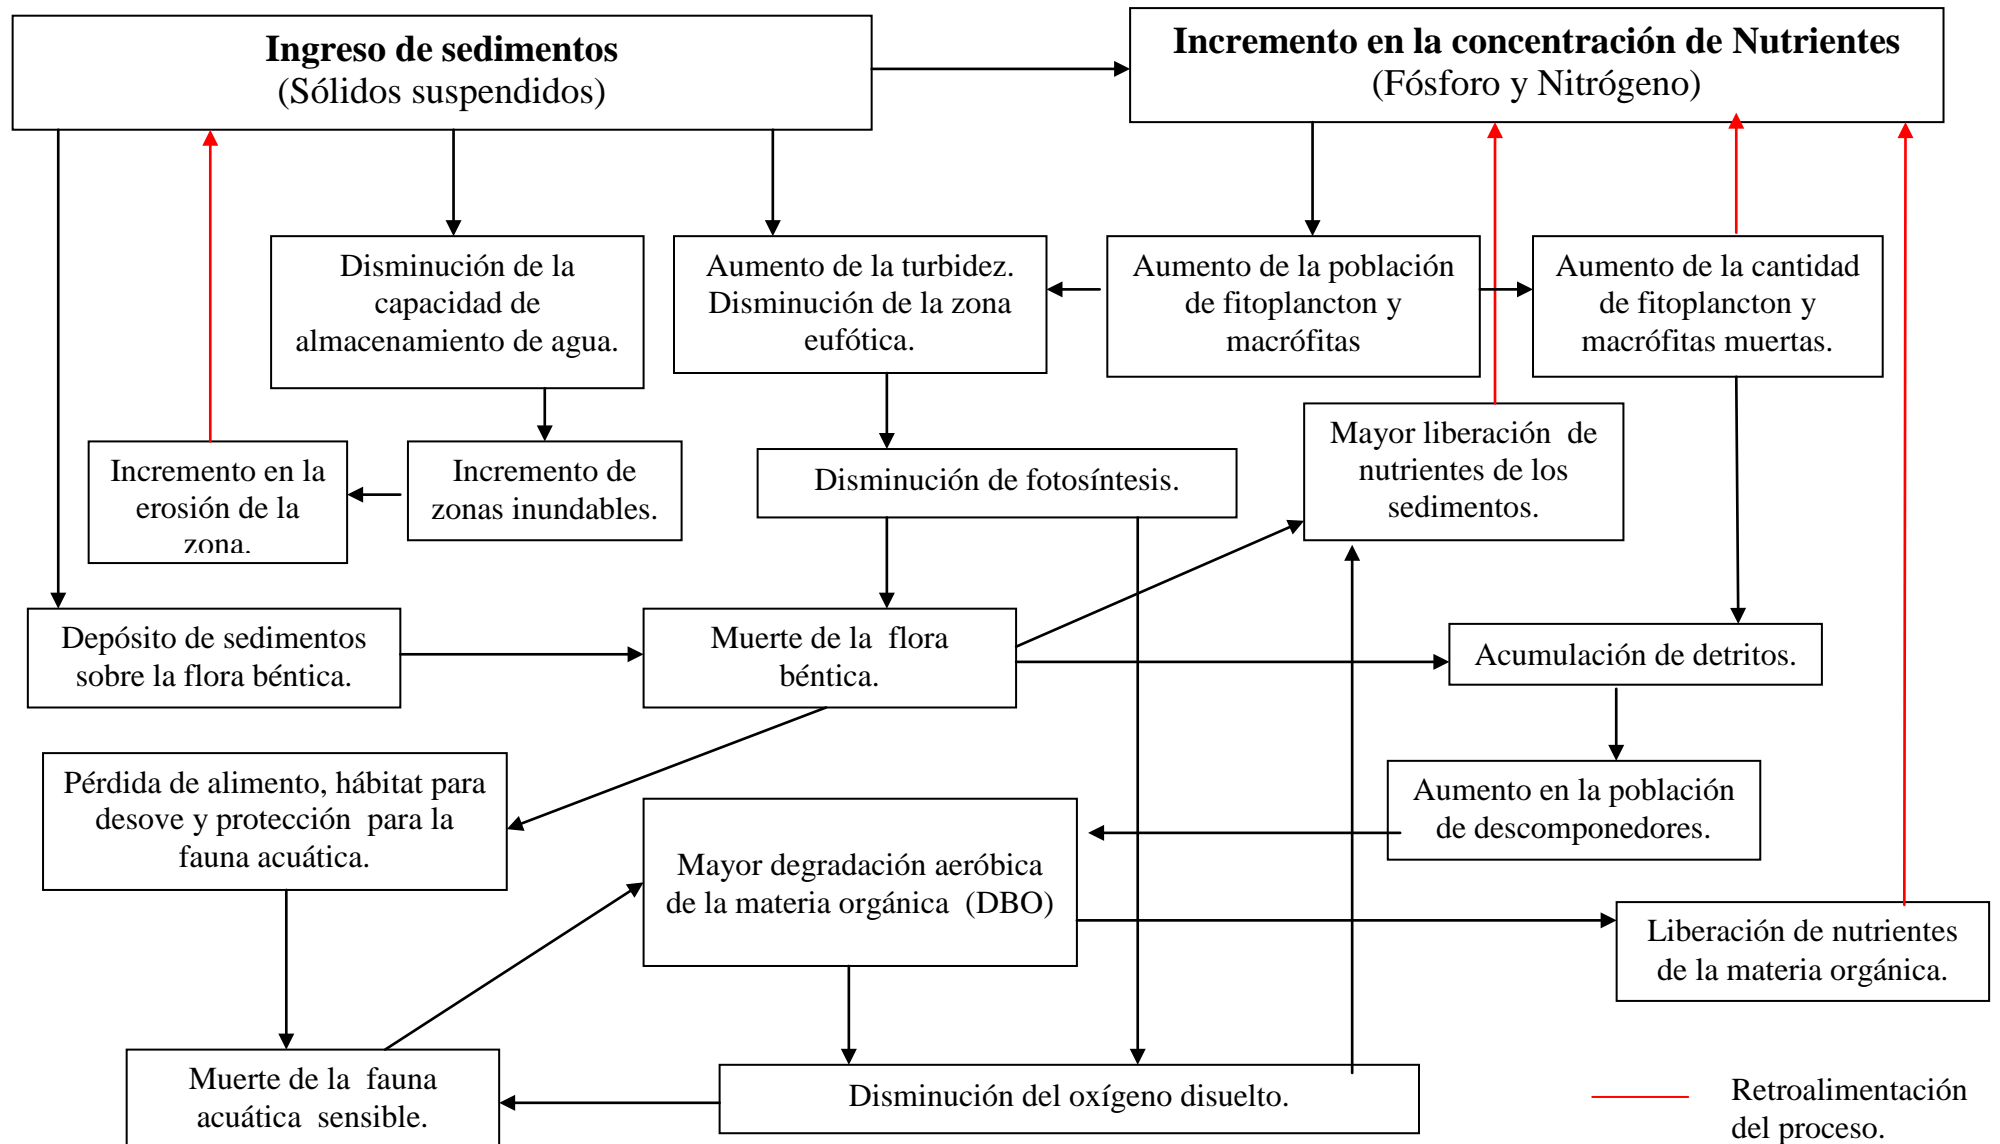 Ingreso de sedimentos
(Sólidos suspendidos)
Incremento en la concentración de Nutrientes
(Fósforo y Nitrógeno)
Disminución de la
capacidad de
almacenamiento de agua.
Aumento de la turbidez.
Disminución de la zona
eufótica.
Aumento de la población
de fitoplancton y
macrófitas
Aumento de la cantidad
de fitoplancton y
macrófitas muertas.
Incremento en la
erosión de la
zona.
Incremento de
zonas inundables.
Disminución de fotosíntesis.
Mayor liberación de
nutrientes de los
sedimentos.
Depósito de sedimentos
sobre la flora béntica.
Muerte de la flora
béntica.
Acumulación de detritos.
Pérdida de alimento, hábitat para
desove y protección para la
fauna acuática.
Mayor degradación aeróbica
de la materia orgánica (DBO)
Aumento en la población
de descomponedores.
Liberación de nutrientes
de la materia orgánica.
Muerte de la fauna
acuática sensible.
Disminución del oxígeno disuelto.
Retroalimentación
del proceso.